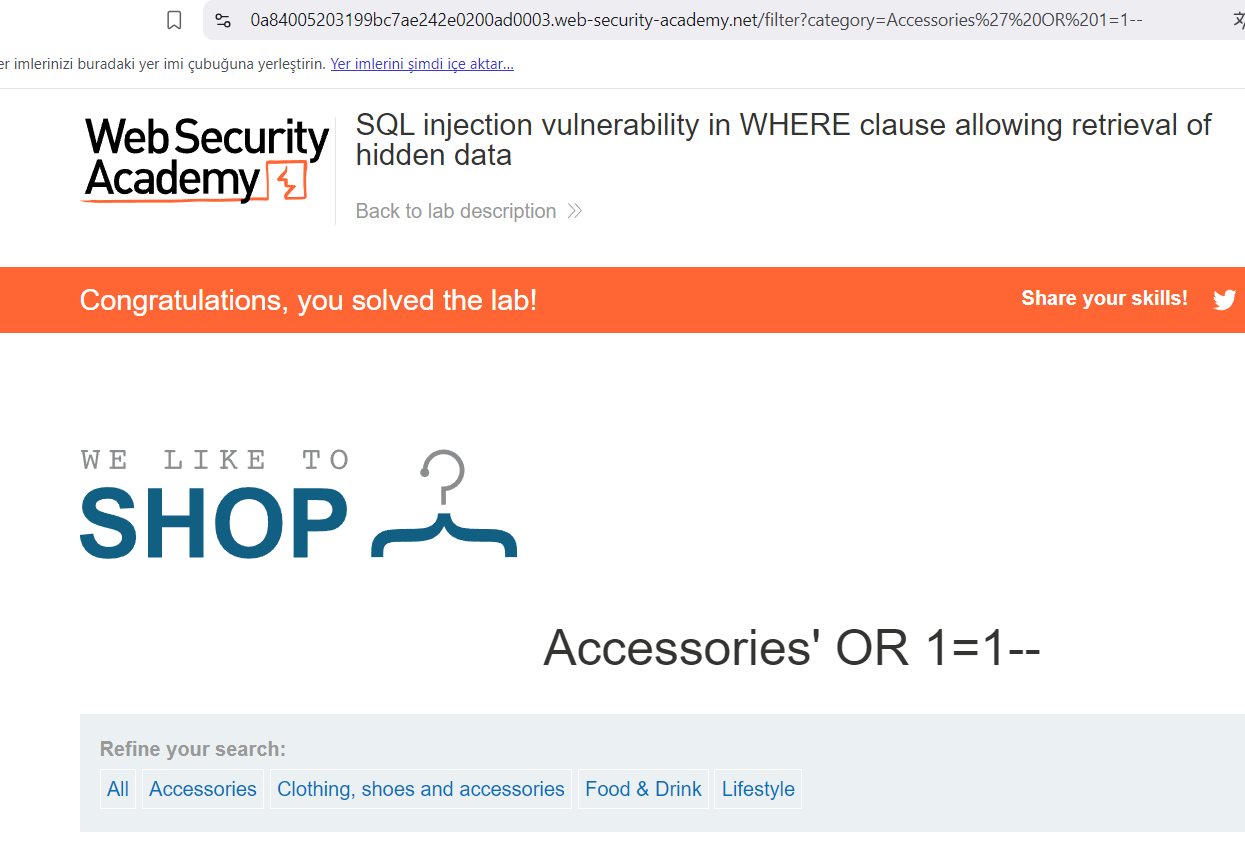 0a84005203199bc7ae242e0200ad0003.web-security-academy.net/filter?category=Accessories%27%20OR%201=1--
er imlerinizi buradaki yer imi çubuğuna yerleştirin. Yer imlerini şimdi içe aktar...
Web Security
Academy
SQL injection vulnerability in WHERE clause allowing retrieval of
hidden data
Back to lab description
Congratulations, you solved the lab!
Share your skills!
WE LIKE TO
SHOP
Accessories' OR 1=1--
Refine your search:
All Accessories Clothing, shoes and accessories Food & Drink Lifestyle